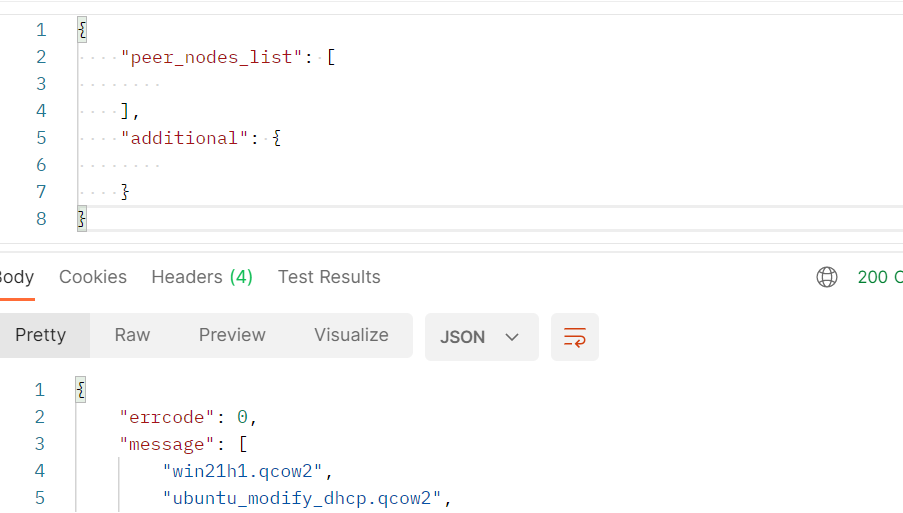 1 {
2 "peer_nodes_list": [
3
4 ],
5 "additional": {
6
7 }
8 }
Body Cookies Headers (4) Test Results 200 O
Pretty Raw Preview Visualize JSON
1 {
2 "errcode": 0,
3 "message": [
4 "win21h1.qcow2",
5 "ubuntu_modify_dhcp.qcow2",